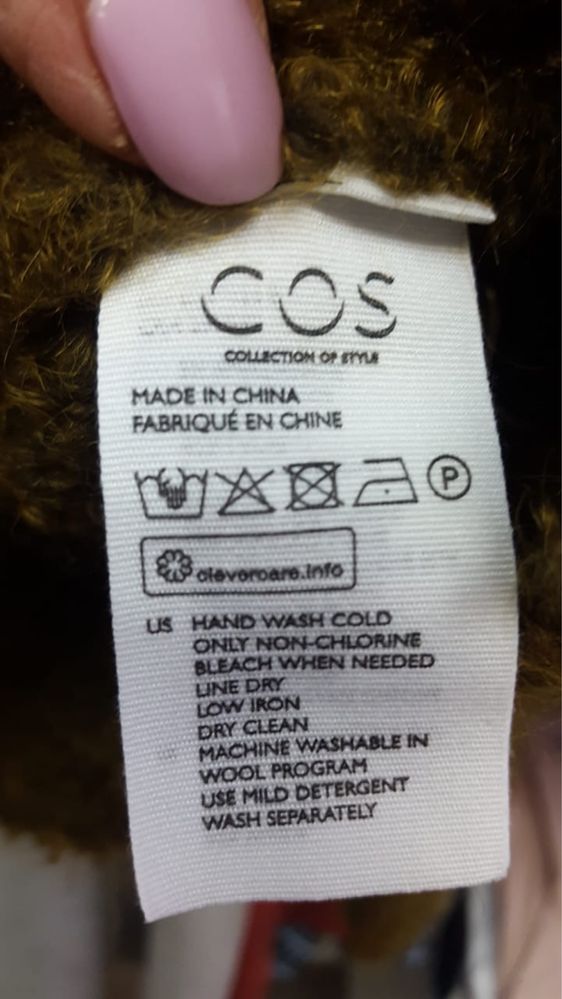 COS
COLLECTION OF STYLE
MADE IN CHINA
FABRIQUÉ EN CHINE
P
clevercare.info
US HAND WASH COLD
ONLY NON-CHLORINE
BLEACH WHEN NEEDED
LINE DRY
LOW IRON
DRY CLEAN
MACHINE WASHABLE IN
WOOL PROGRAM
USE MILD DETERGENT
WASH SEPARATELY